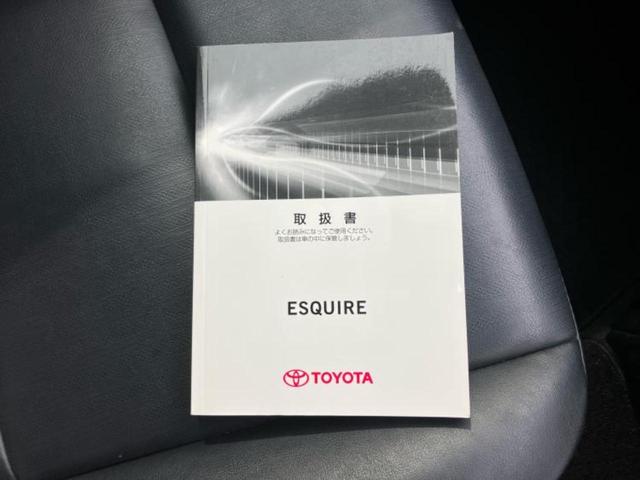 取扱書
よくお読みになってご使用ください。
取扱書は車の中に保管しましょう。
ESQUIRE
TOYOTA